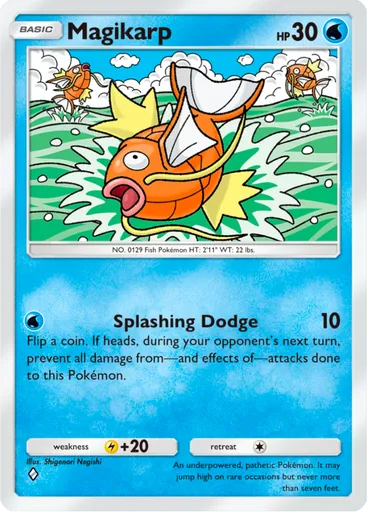 BASIC Magikarp HP 30
NO. 0129 Fish Pokémon HT: 2'11" WT: 22 lbs.
Splashing Dodge 10
Flip a coin. If heads, during your opponent's next turn,
prevent all damage from—and effects of—attacks done
to this Pokémon.
weakness +20 retreat
Illus. Shigenori Negishi
An underpowered, pathetic Pokémon. It may
jump high on rare occasions but never more
than seven feet.